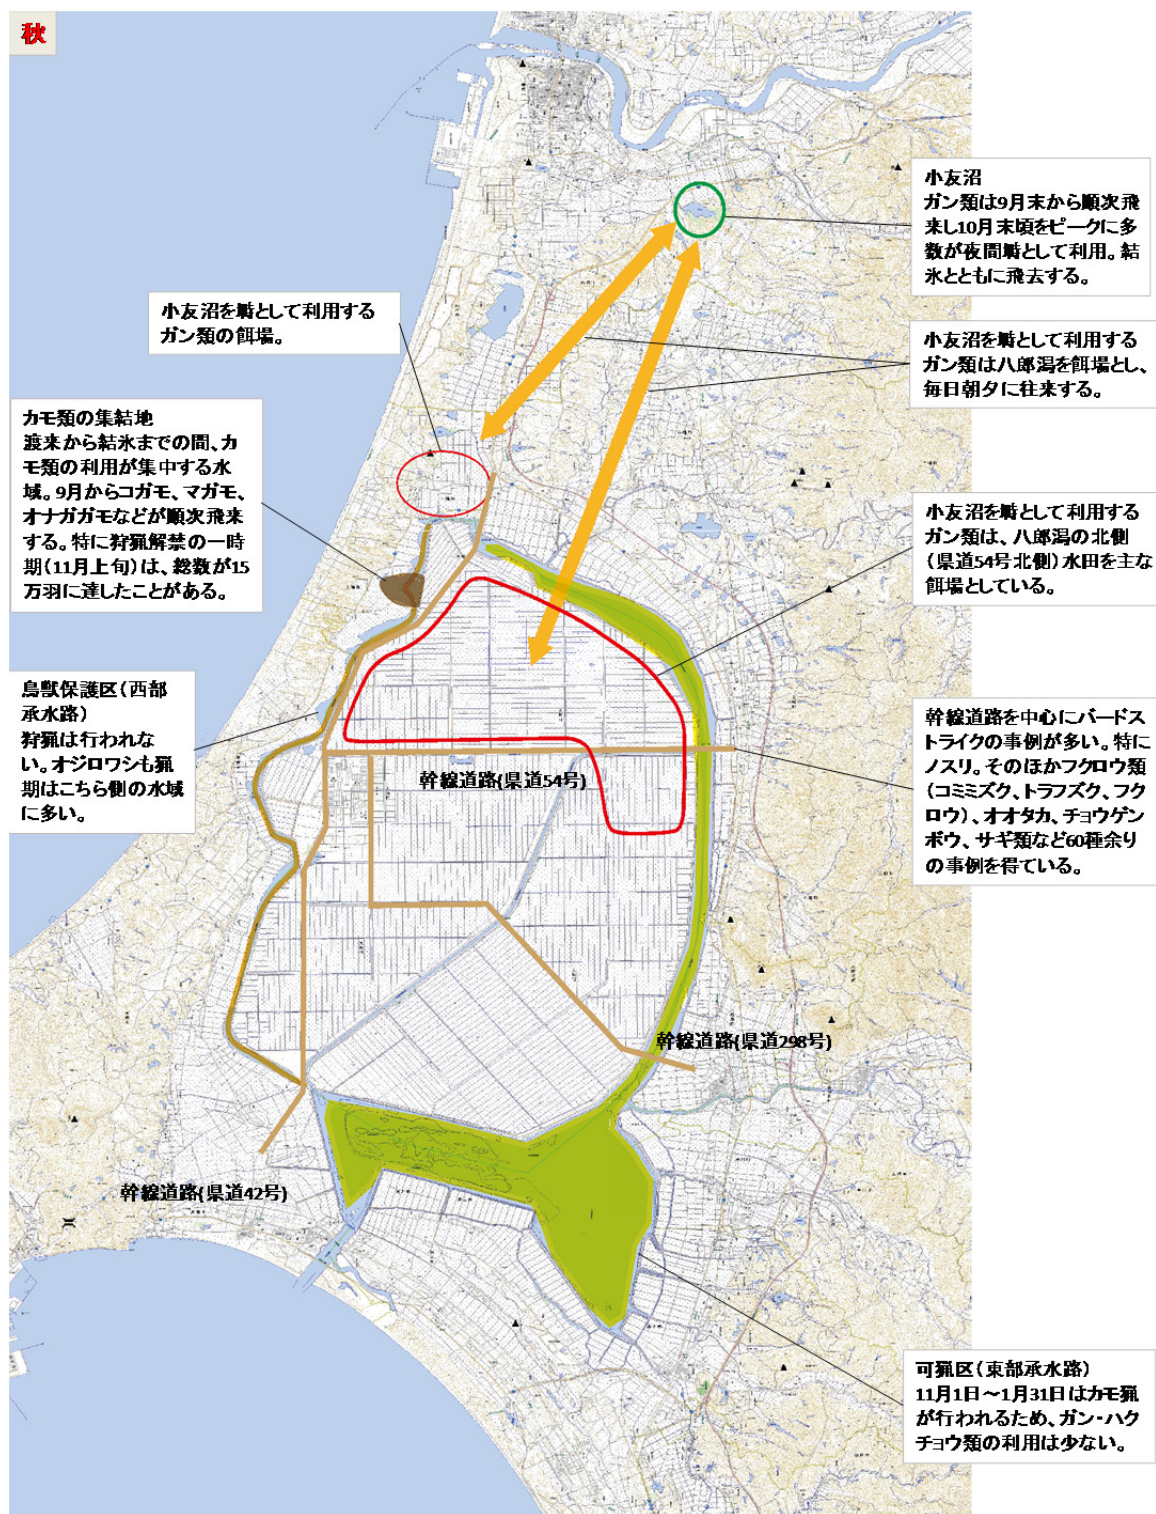 秋
小友沼
ガン類は9月末から順次飛
来し10月末頃をピークに多
数が夜間塒として利用。結
氷とともに飛去する。
小友沼を塒として利用する
ガン類の餌場。
小友沼を塒として利用する
ガン類は八郎潟を餌場とし、
毎日朝夕に往来する。
カモ類の集結地
渡来から結氷までの間、カ
モ類の利用が集中する水
域。9月からコガモ、マガモ、
オナガガモなどが順次飛来
する。特に狩猟解禁の一時
期(11月上旬)は、総数が15
万羽に達したことがある。
小友沼を塒として利用する
ガン類は、八郎潟の北側
(県道54号北側)水田を主な
餌場としている。
鳥獣保護区(西部
承水路)
狩猟は行われな
い。オジロワシも猟
期はこちら側の水域
に多い。
幹線道路を中心にバードス
トライクの事例が多い。特に
ノスリ。そのほかフクロウ類
(コミミズク、トラフズク、フク
ロウ)、オオタカ、チョウゲン
ボウ、サギ類など60種余り
の事例を得ている。
幹線道路(県道54号)
幹線道路(県道298号)
幹線道路(県道42号)
可猟区(東部承水路)
11月1日～1月31日はカモ猟
が行われるため、ガン・ハク
チョウ類の利用は少ない。